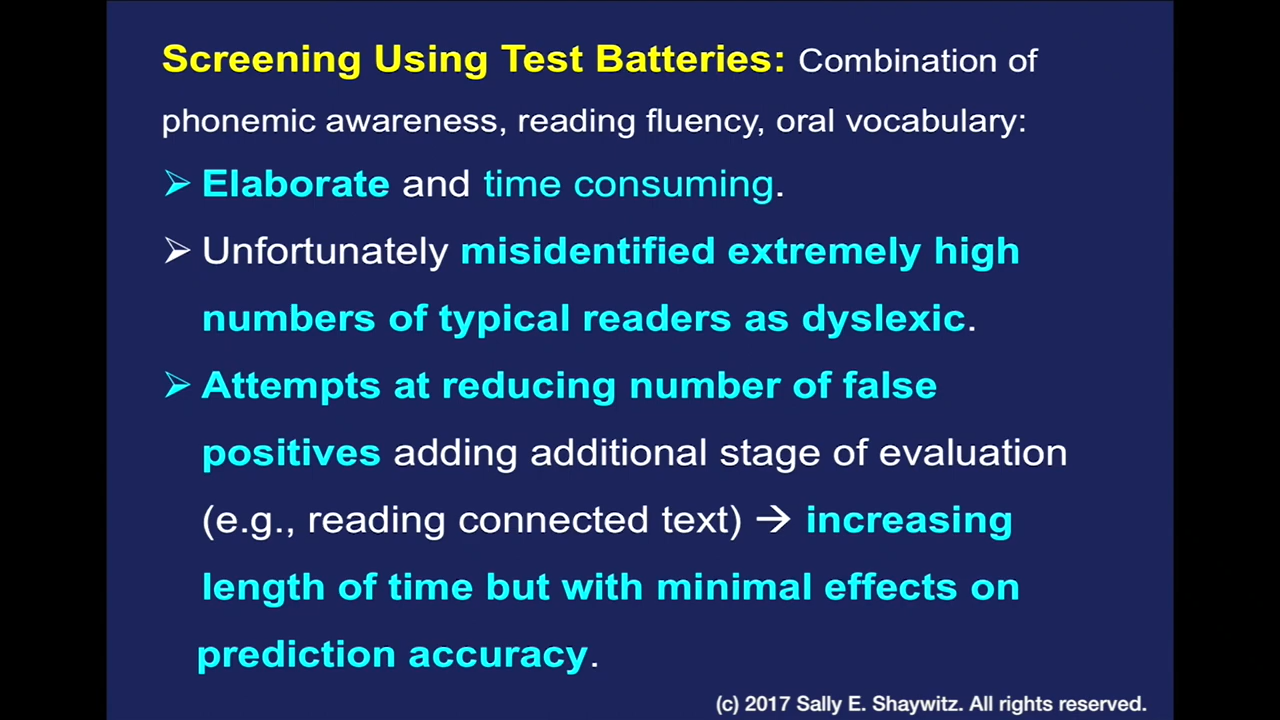 Screening Using Test Batteries: Combination of
phonemic awareness, reading fluency, oral vocabulary:
➢ Elaborate and time consuming.
➢ Unfortunately misidentified extremely high
numbers of typical readers as dyslexic.
➢ Attempts at reducing number of false
positives adding additional stage of evaluation
(e.g., reading connected text) → increasing
length of time but with minimal effects on
prediction accuracy.
(c) 2017 Sally E. Shaywitz. All rights reserved.